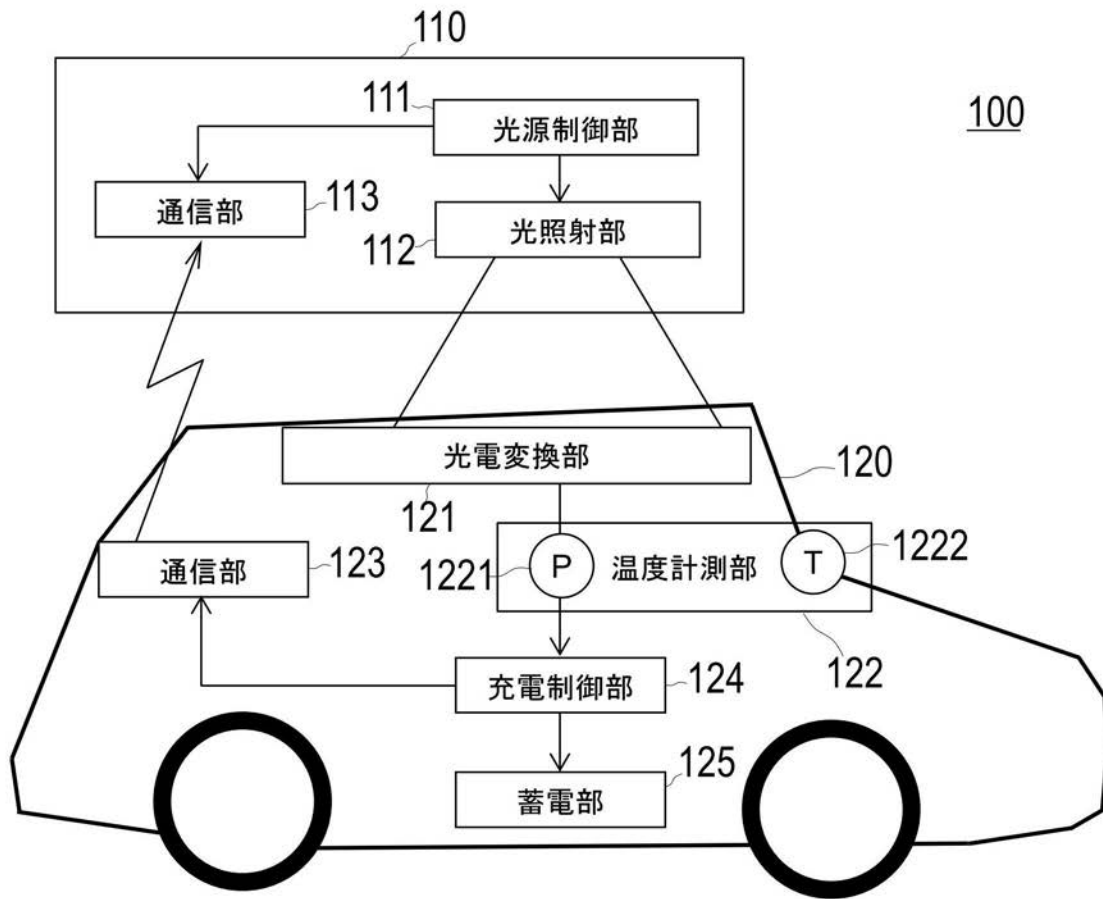 110
100
111
光源制御部
通信部
113
112
光照射部
光電変換部
121
120
通信部
123
1221
P
温度計測部
T
1222
122
充電制御部
124
蓄電部
125